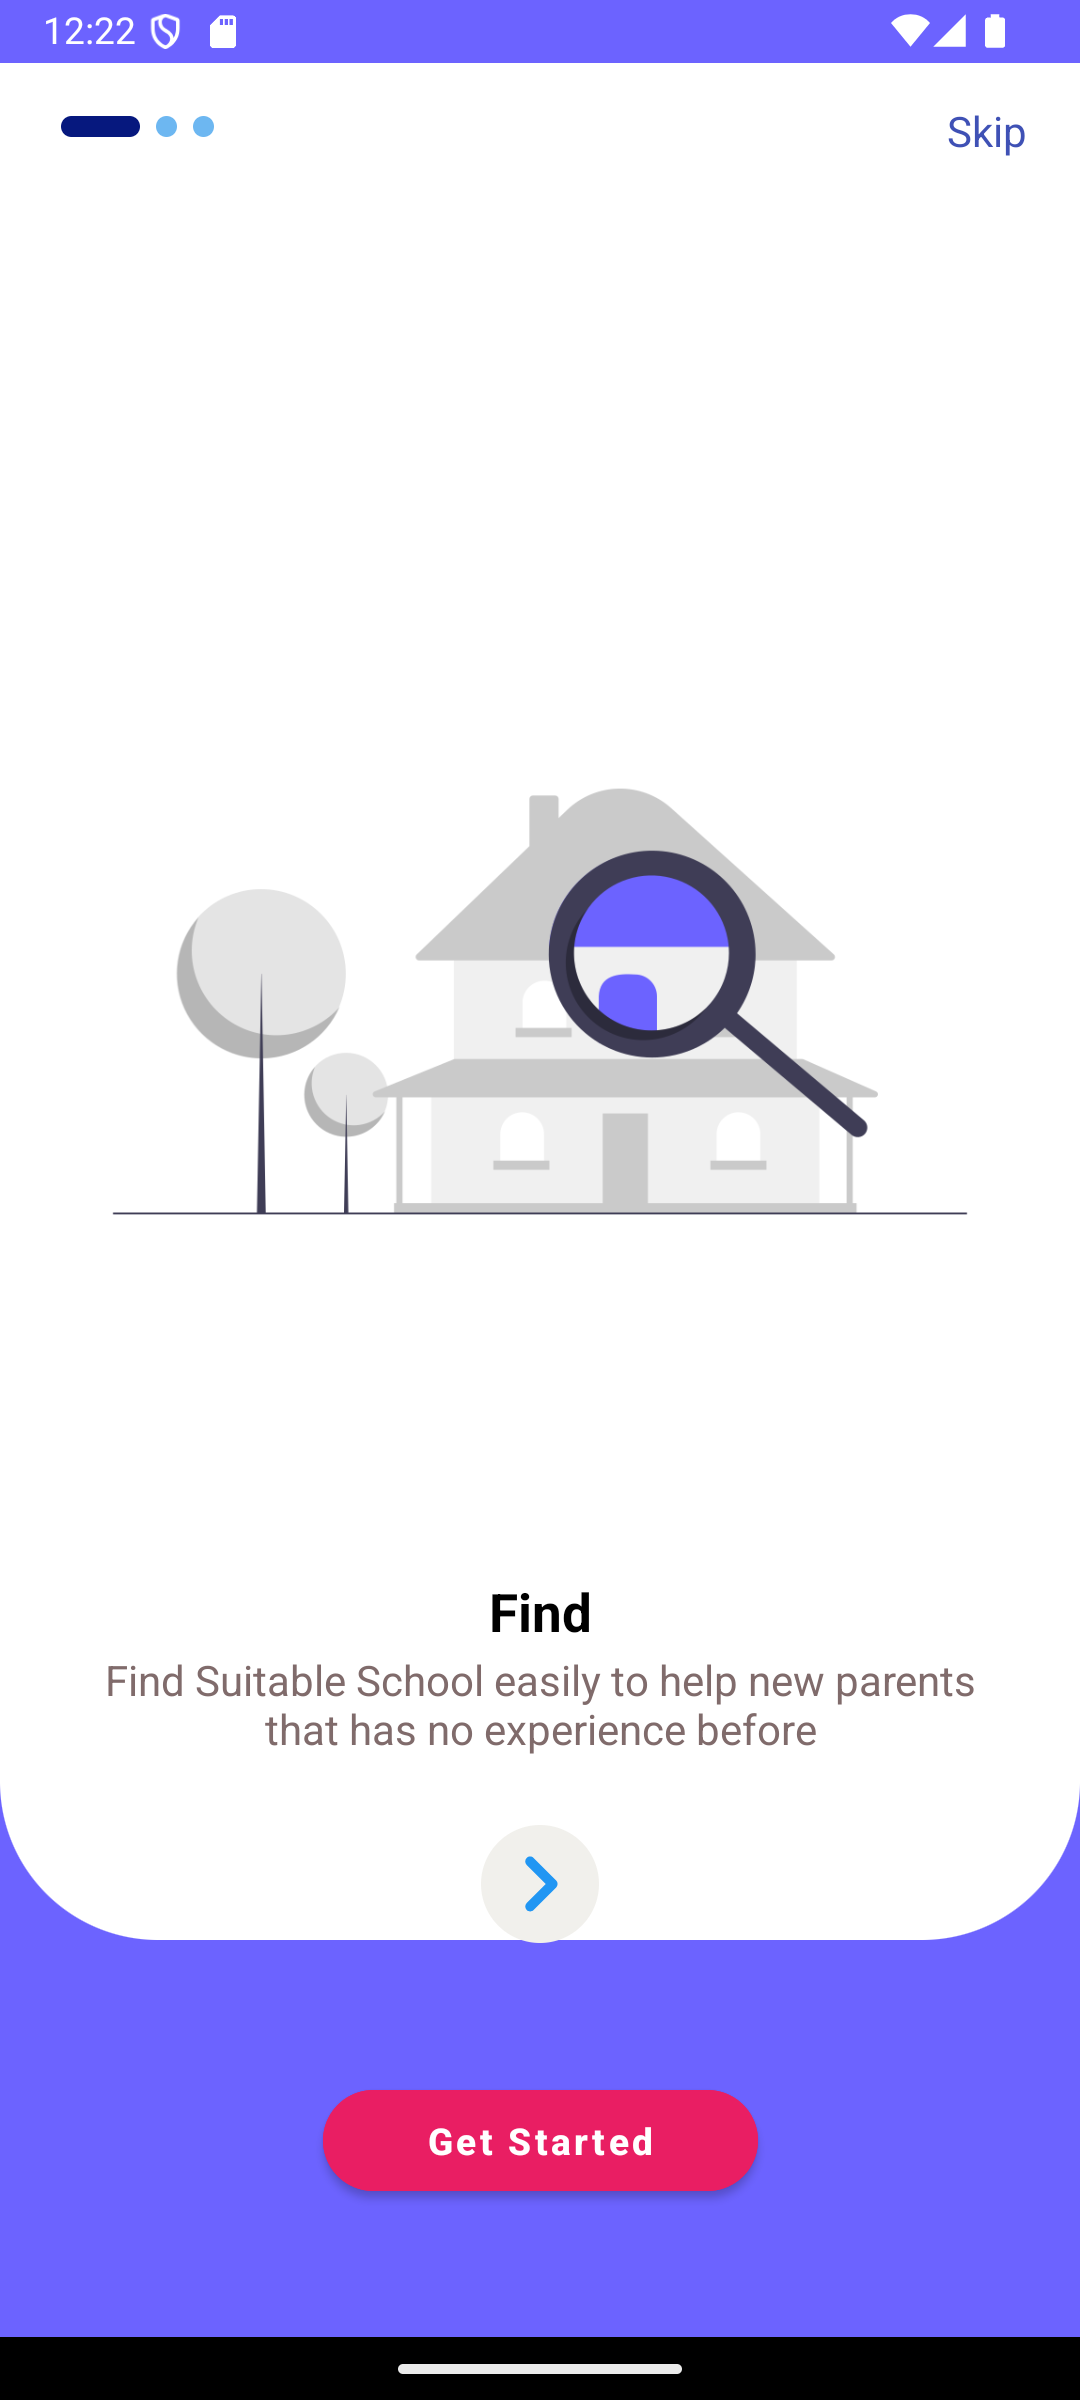 12:22
Skip
Find
Find Suitable School easily to help new parents
that has no experience before
Get Started